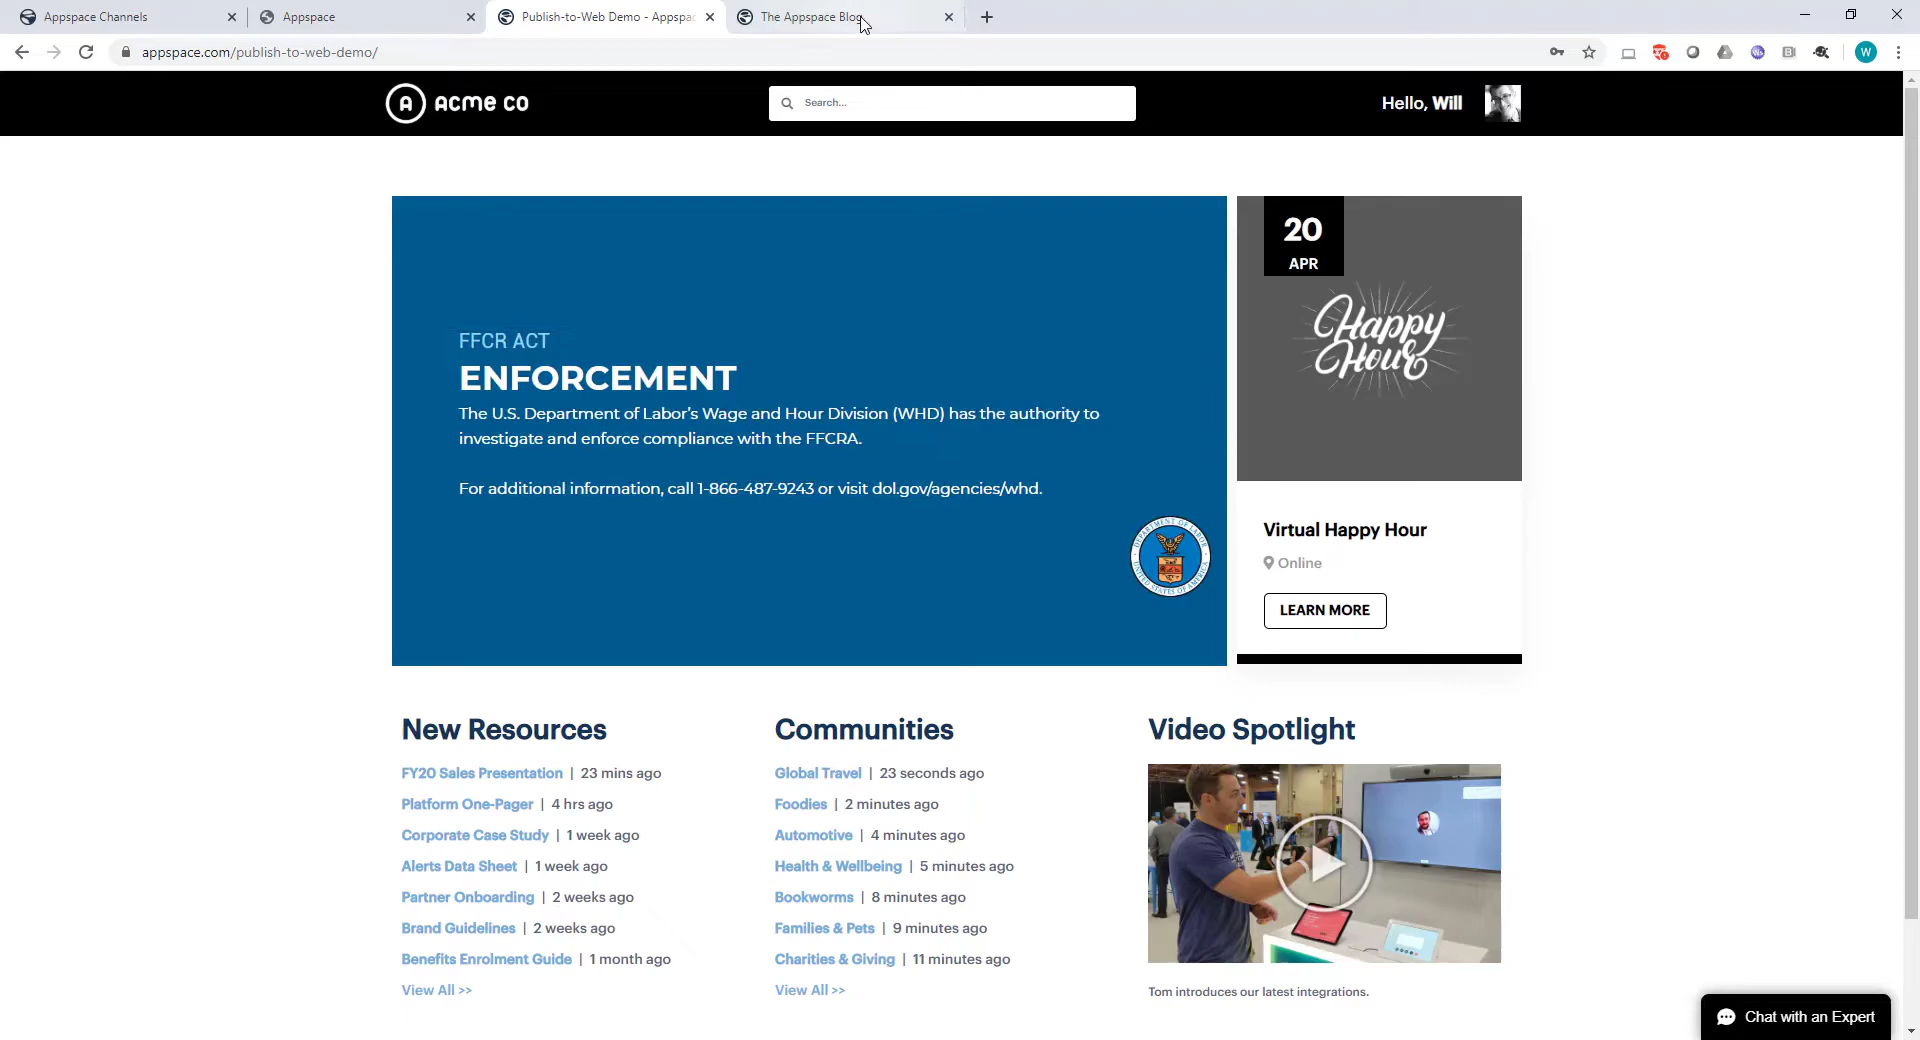 Appspace Channels
Appspace
Publish-to-Web Demo - Appspac
The Appspace Blog
appspace.com/publish-to-web-demo/
W
A ACME CO
Search...
Hello, Will
20
APR
Happy
Hour
FFCR ACT
ENFORCEMENT
The U.S. Department of Labor's Wage and Hour Division (WHD) has the authority to
investigate and enforce compliance with the FFCRA.
For additional information, call 1-866-487-9243 or visit dol.gov/agencies/whd.
DEPARTMENT OF LABOR
UNITED STATES OF AMERICA
Virtual Happy Hour
Online
LEARN MORE
New Resources
FY20 Sales Presentation | 23 mins ago
Platform One-Pager | 4 hrs ago
Corporate Case Study | 1 week ago
Alerts Data Sheet | 1 week ago
Partner Onboarding | 2 weeks ago
Brand Guidelines | 2 weeks ago
Benefits Enrolment Guide | 1 month ago
View All >>
Communities
Global Travel | 23 seconds ago
Foodies | 2 minutes ago
Automotive | 4 minutes ago
Health & Wellbeing | 5 minutes ago
Bookworms | 8 minutes ago
Families & Pets | 9 minutes ago
Charities & Giving | 11 minutes ago
View All >>
Video Spotlight
Tom introduces our latest integrations.
Chat with an Expert